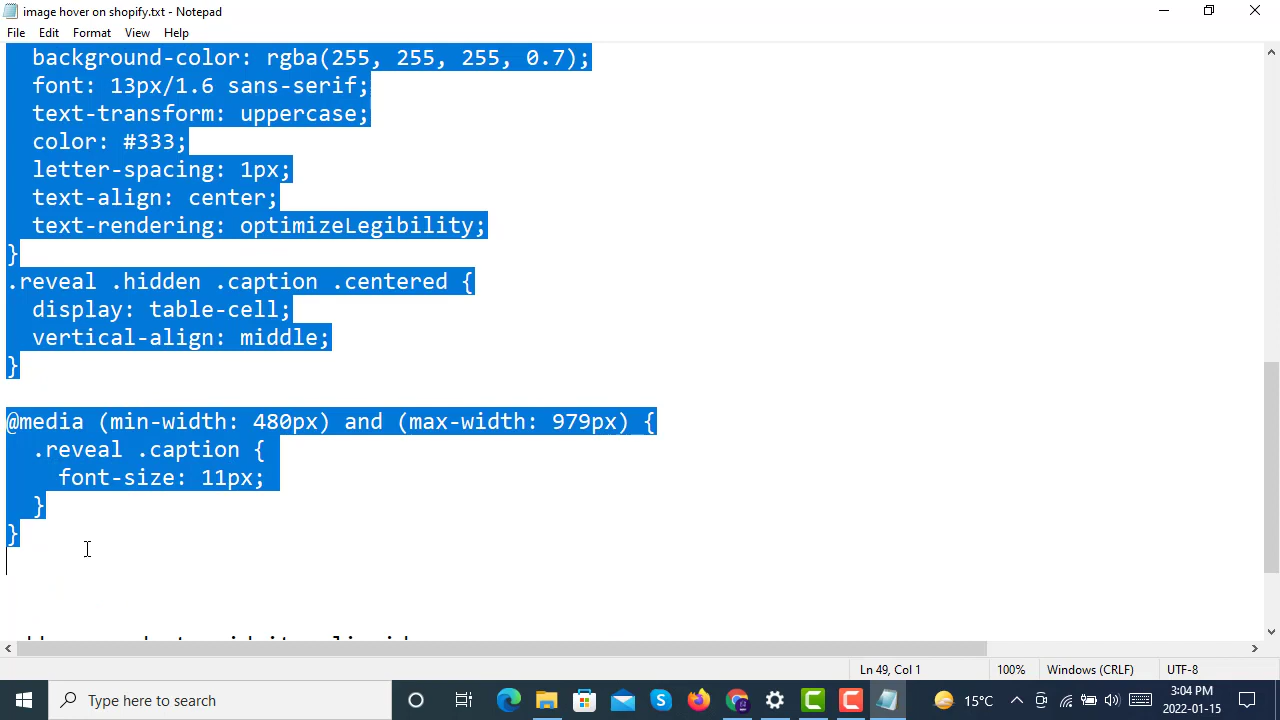 image hover on shopify.txt - Notepad
File Edit Format View Help
background-color: rgba(255, 255, 255, 0.7);
font: 13px/1.6 sans-serif;
text-transform: uppercase;
color: #333;
letter-spacing: 1px;
text-align: center;
text-rendering: optimizeLegibility;
}
.reveal .hidden .caption .centered {
display: table-cell;
vertical-align: middle;
}
@media (min-width: 480px) and (max-width: 979px) {
.reveal .caption {
font-size: 11px;
}
}
Ln 49, Col 1 100% Windows (CRLF) UTF-8
Type here to search 15°C 3:04 PM
2022-01-15